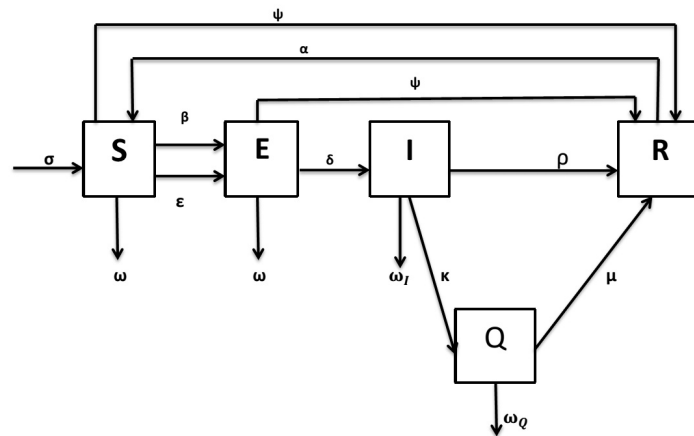 ψ
α
ψ
β
S
E
I
R
σ
δ
ρ
ε
ω
ω
ω_I
κ
μ
Q
ω_Q